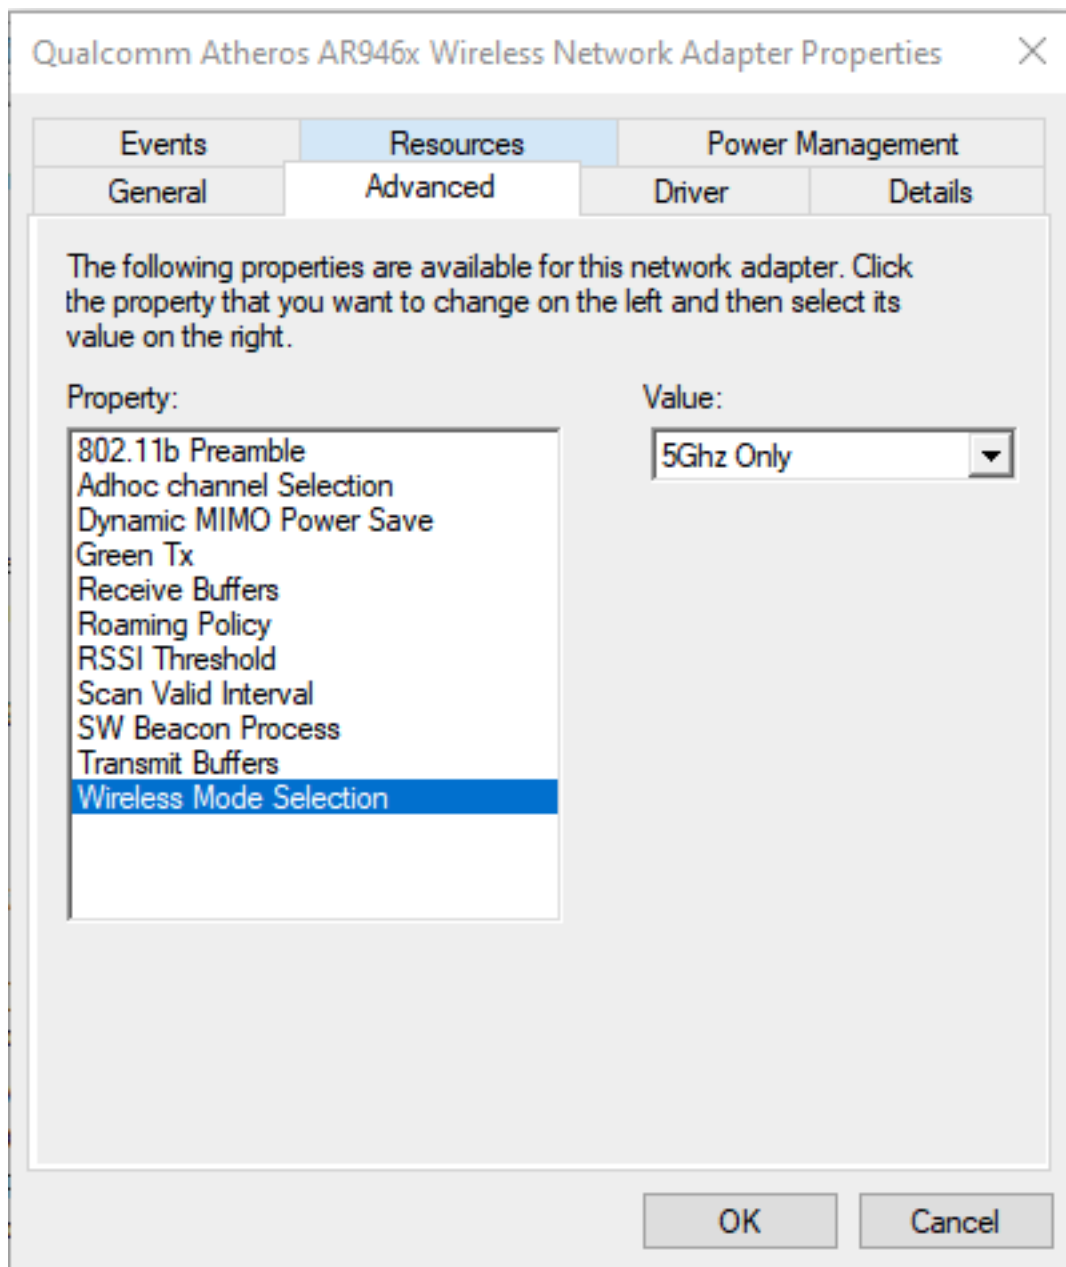 Qualcomm Atheros AR946x Wireless Network Adapter Properties
Events Resources Power Management
General Advanced Driver Details
The following properties are available for this network adapter. Click
the property that you want to change on the left and then select its
value on the right.
Property: Value:
802.11b Preamble 5Ghz Only
Adhoc channel Selection
Dynamic MIMO Power Save
Green Tx
Receive Buffers
Roaming Policy
RSSI Threshold
Scan Valid Interval
SW Beacon Process
Transmit Buffers
Wireless Mode Selection
OK Cancel